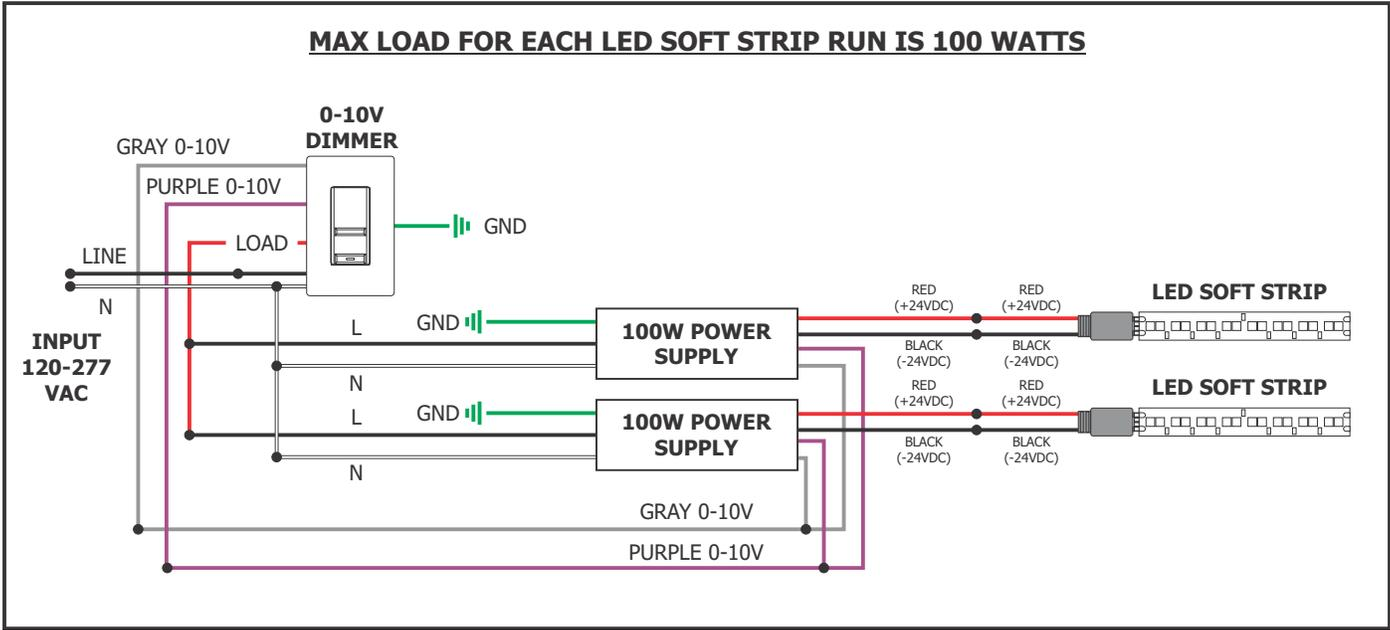 MAX LOAD FOR EACH LED SOFT STRIP RUN IS 100 WATTS
0-10V
DIMMER
GRAY 0-10V
PURPLE 0-10V
LOAD
GND
LINE
N
INPUT
120-277
VAC
L
GND
N
100W POWER
SUPPLY
RED
(+24VDC)
RED
(+24VDC)
BLACK
(-24VDC)
BLACK
(-24VDC)
LED SOFT STRIP
L
GND
N
100W POWER
SUPPLY
RED
(+24VDC)
RED
(+24VDC)
BLACK
(-24VDC)
BLACK
(-24VDC)
LED SOFT STRIP
GRAY 0-10V
PURPLE 0-10V